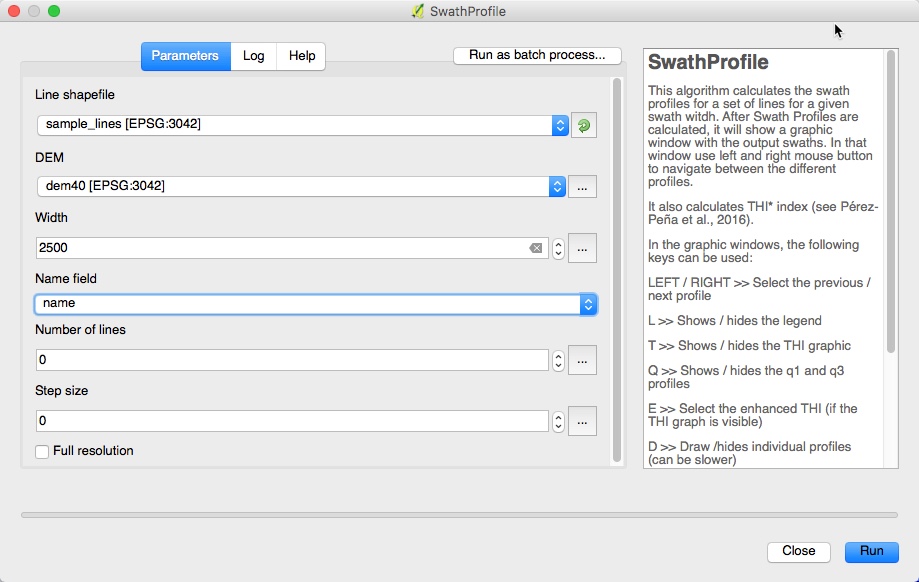 SwathProfile
Parameters Log Help Run as batch process...
Line shapefile
sample_lines [EPSG:3042]
DEM
dem40 [EPSG:3042]
...
Width
2500
...
Name field
name
Number of lines
0
...
Step size
0
...
Full resolution
SwathProfile
This algorithm calculates the swath
profiles for a set of lines for a given
swath witdh. After Swath Profiles are
calculated, it will show a graphic
window with the output swaths. In that
window use left and right mouse button
to navigate between the different
profiles.
It also calculates THI* index (see Pérez-
Peña et al., 2016).
In the graphic windows, the following
keys can be used:
LEFT / RIGHT >> Select the previous /
next profile
L >> Shows / hides the legend
T >> Shows / hides the THI graphic
Q >> Shows / hides the q1 and q3
profiles
E >> Select the enhanced THI (if the
THI graph is visible)
D >> Draw /hides individual profiles
(can be slower)
Close Run